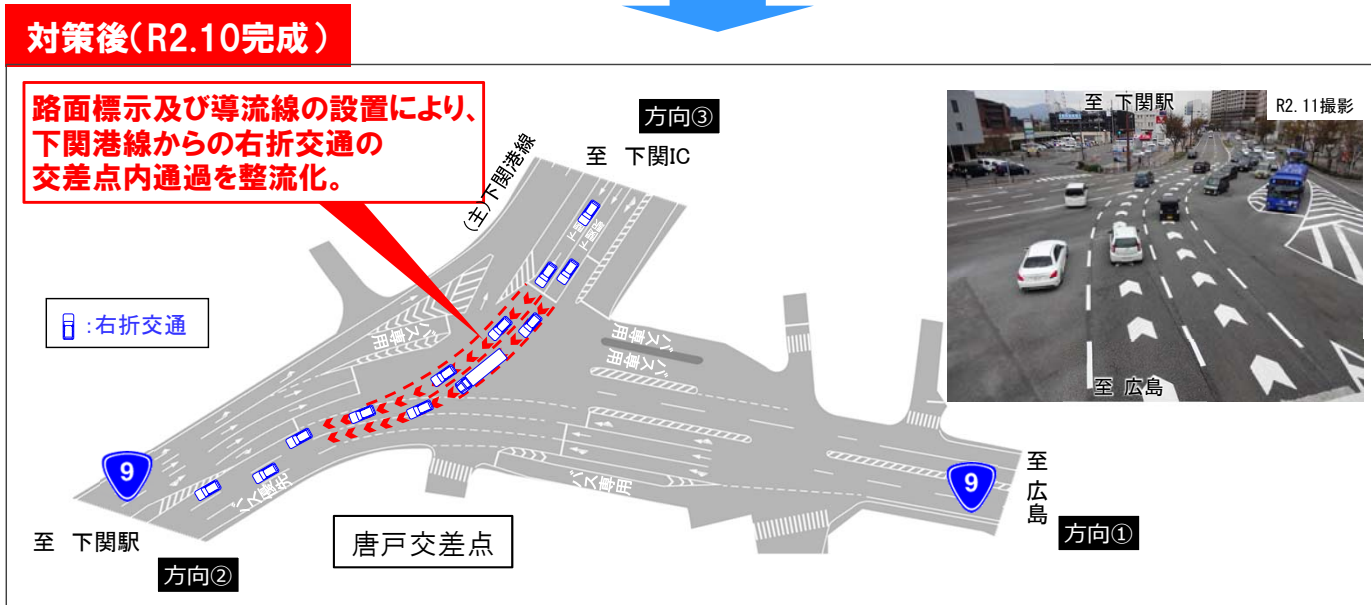 対策後(R2.10完成)
路面標示及び導流線の設置により、
下関港線からの右折交通の
交差点内通過を整流化。
:右折交通
(主)下関港線
方向③
至 下関IC
バス専用
バス専用
バス専用
バス専用
バス優先
9
至 下関駅
方向②
唐戸交差点
9
至 広島
方向①
至 下関駅
R2.11撮影
至 広島